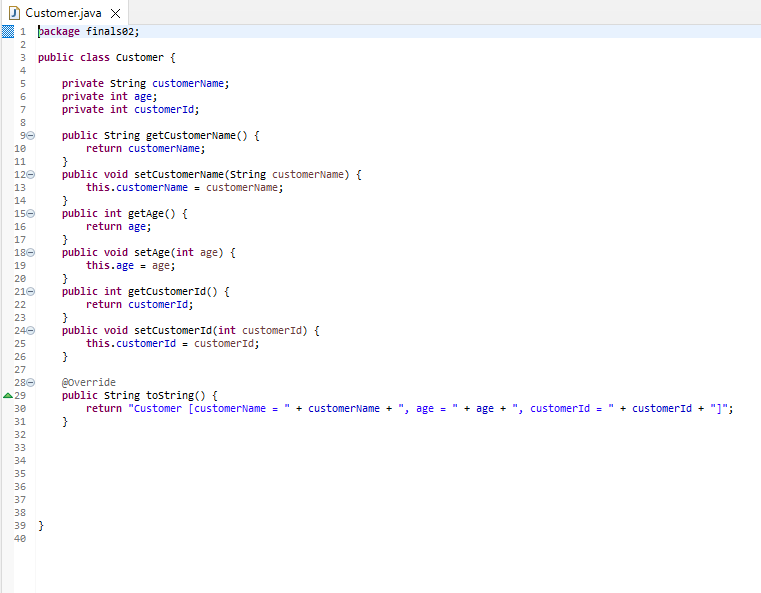 Customer.java
1 package finals02;
2
3 public class Customer {
4
5 private String customerName;
6 private int age;
7 private int customerId;
8
9 public String getCustomerName() {
10 return customerName;
11 }
12 public void setCustomerName(String customerName) {
13 this.customerName = customerName;
14 }
15 public int getAge() {
16 return age;
17 }
18 public void setAge(int age) {
19 this.age = age;
20 }
21 public int getCustomerId() {
22 return customerId;
23 }
24 public void setCustomerId(int customerId) {
25 this.customerId = customerId;
26 }
27
28 @Override
29 public String toString() {
30 return "Customer [customerName = " + customerName + ", age = " + age + ", customerId = " + customerId + "]";
31 }
32
33
34
35
36
37
38
39 }
40